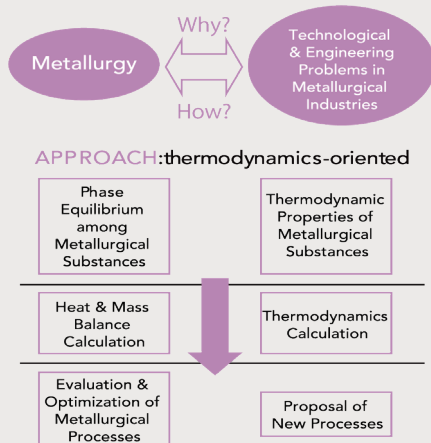 Why?
Metallurgy
How?
Technological
& Engineering
Problems in
Metallurgical
Industries
APPROACH:thermodynamics-oriented
Phase
Equilibrium
among
Metallurgical
Substances
Thermodynamic
Properties of
Metallurgical
Substances
Heat & Mass
Balance
Calculation
Thermodynamics
Calculation
Evaluation &
Optimization of
Metallurgical
Processes
Proposal of
New Processes